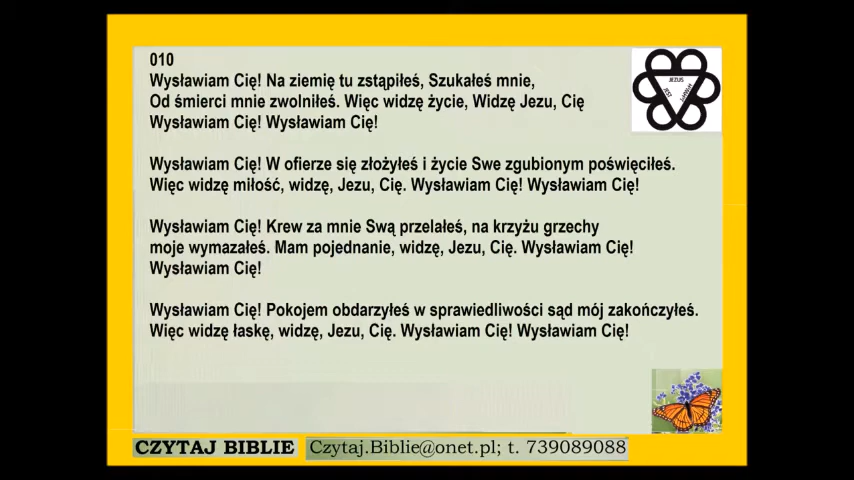 010
Wysławiam Cię! Na ziemię tu zstąpiłeś, Szukałeś mnie,
Od śmierci mnie zwolniłeś. Więc widzę życie, Widzę Jezu, Cię
Wysławiam Cię! Wysławiam Cię!
Wysławiam Cię! W ofierze się złożyłeś i życie Swe zgubionym poświęciłeś.
Więc widzę miłość, widzę, Jezu, Cię. Wysławiam Cię! Wysławiam Cię!
Wysławiam Cię! Krew za mnie Swą przelałeś, na krzyżu grzechy
moje wymazałeś. Mam pojednanie, widzę, Jezu, Cię. Wysławiam Cię!
Wysławiam Cię!
Wysławiam Cię! Pokojem obdarzyłeś w sprawiedliwości sąd mój zakończyłeś.
Więc widzę łaskę, widzę, Jezu, Cię. Wysławiam Cię! Wysławiam Cię!
JEZUS
CZYTAJ BIBLIE Czytaj.Biblie@onet.pl; t. 739089088